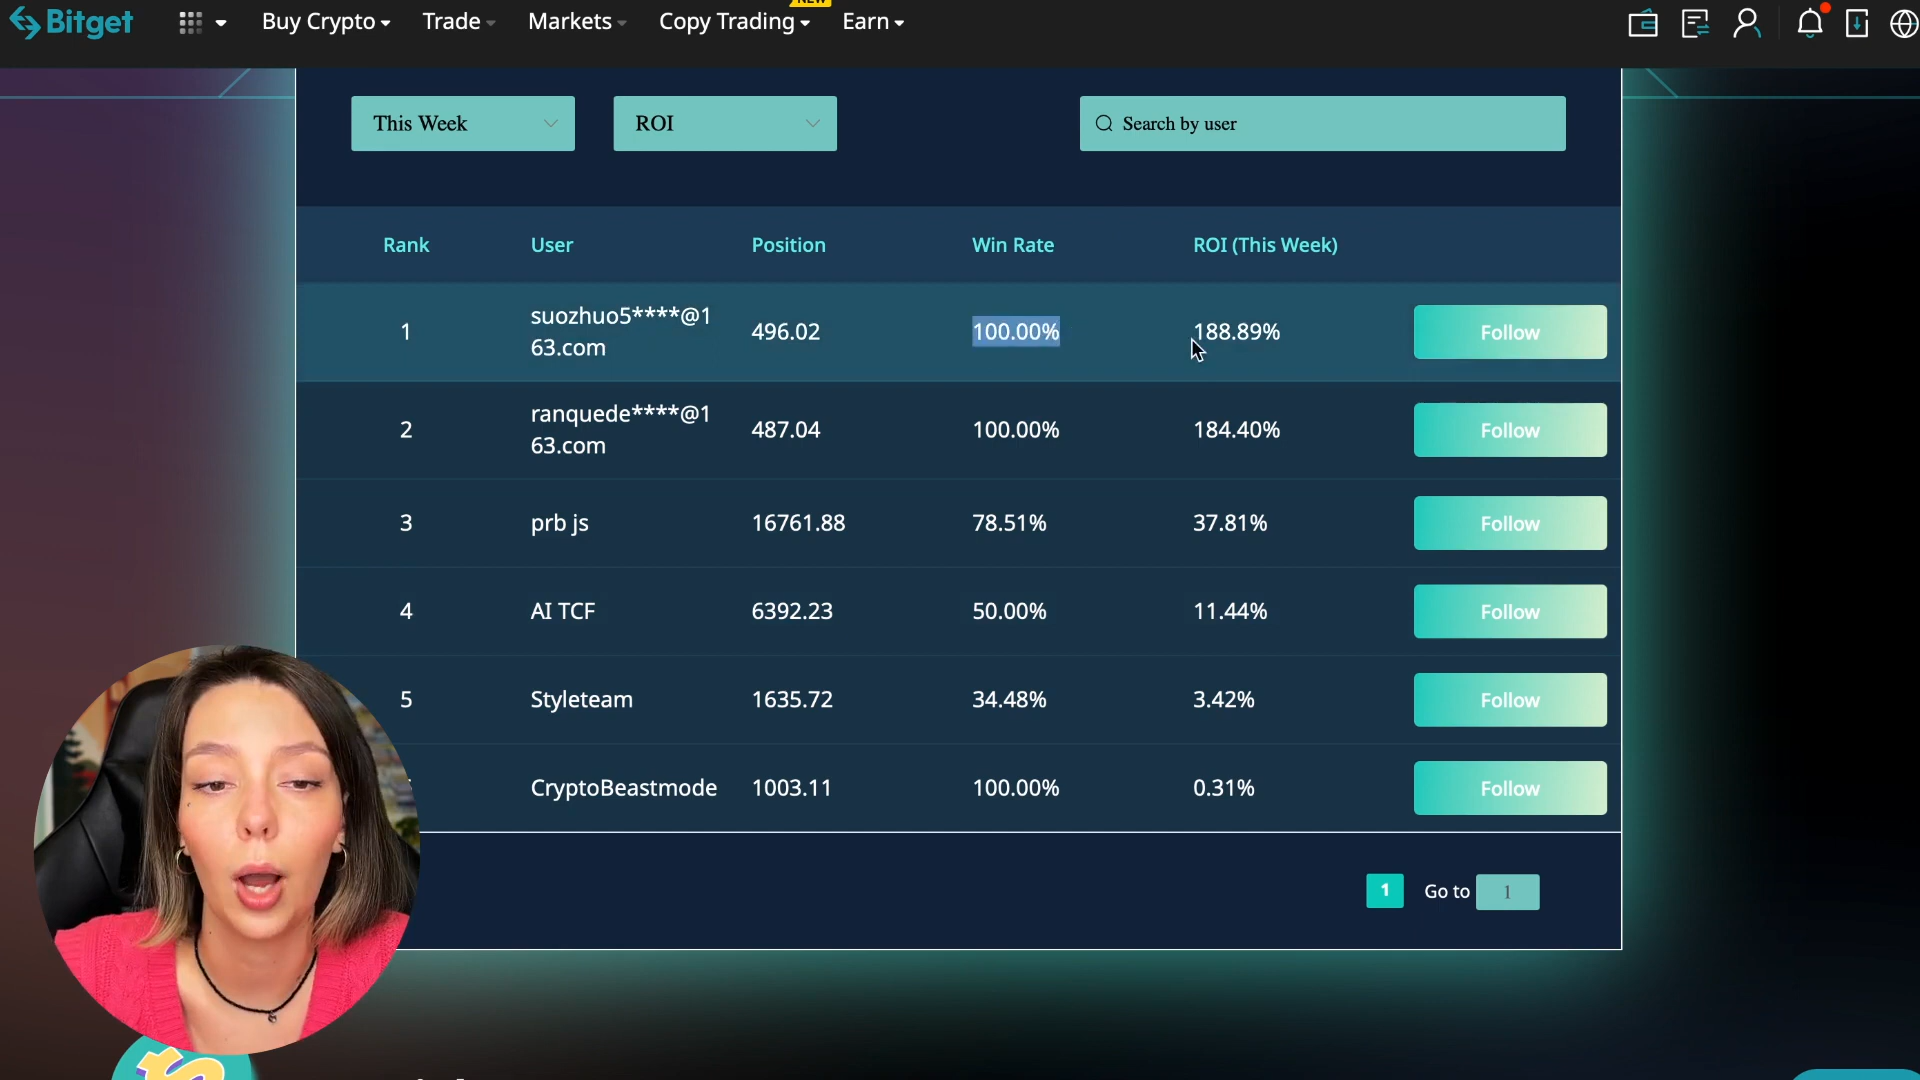 Bitget
Buy Crypto
Trade
Markets
Copy Trading
NEW
Earn
This Week
ROI
Search by user
Rank User Position Win Rate ROI (This Week)
1 suozhuo5****@1
63.com 496.02 100.00% 188.89% Follow
2 ranquede****@1
63.com 487.04 100.00% 184.40% Follow
3 prb js 16761.88 78.51% 37.81% Follow
4 AI TCF 6392.23 50.00% 11.44% Follow
5 Styleteam 1635.72 34.48% 3.42% Follow
CryptoBeastmode 1003.11 100.00% 0.31% Follow
1 Go to 1